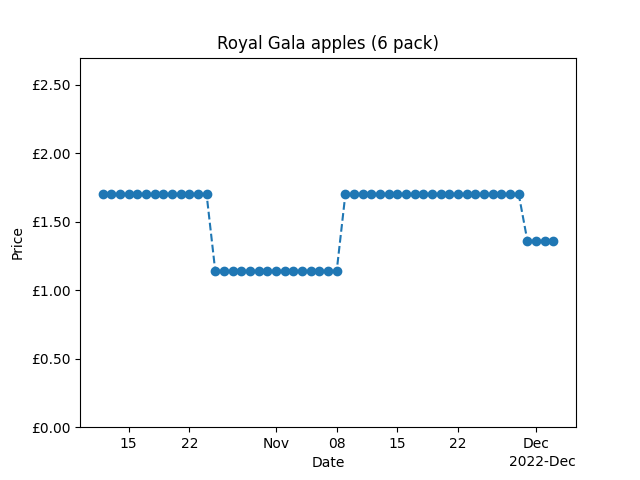 Royal Gala apples (6 pack)
£2.50
£2.00
£1.50
£1.00
£0.50
£0.00
Price
15 22 Nov 08 15 22 Dec
Date
2022-Dec